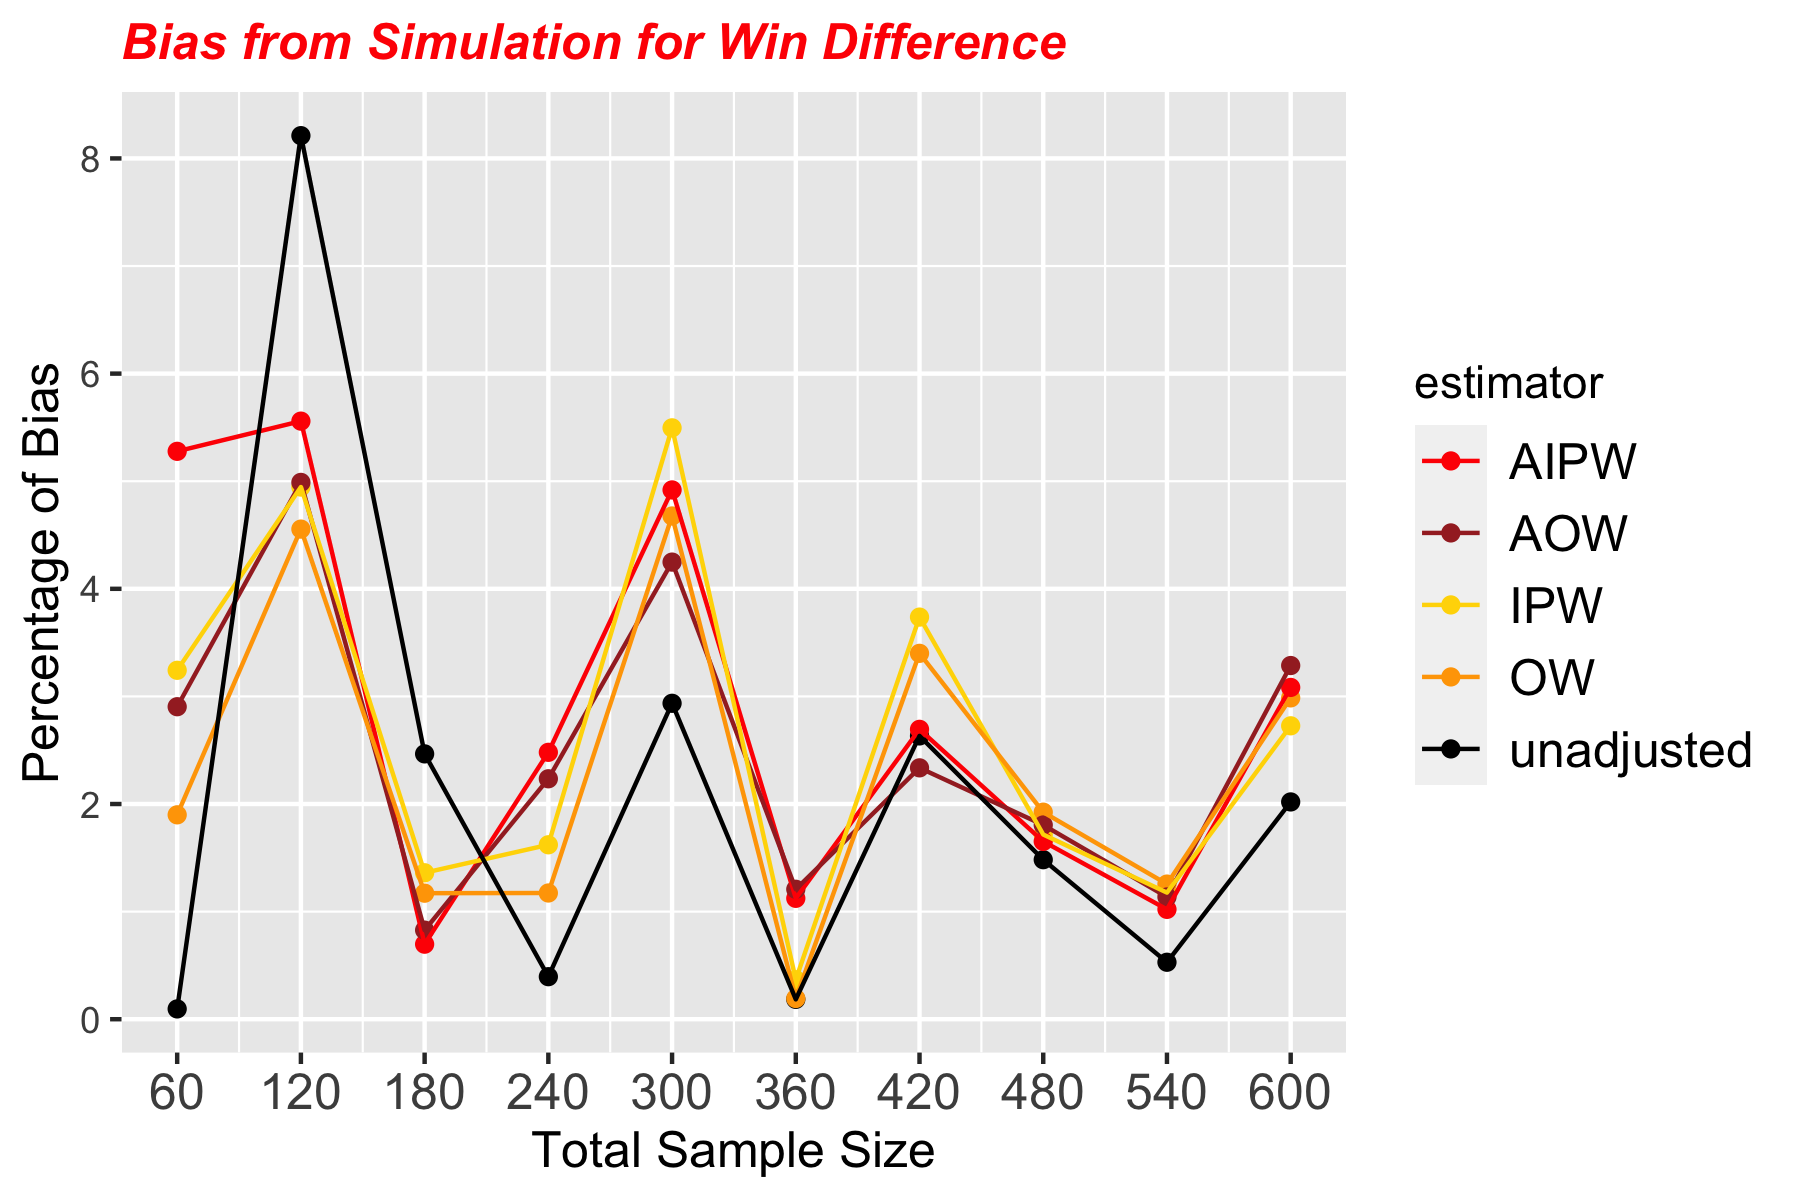 Bias from Simulation for Win Difference
Percentage of Bias
8
6
4
2
0
60 120 180 240 300 360 420 480 540 600
Total Sample Size
estimator
AIPW
AOW
IPW
OW
unadjusted